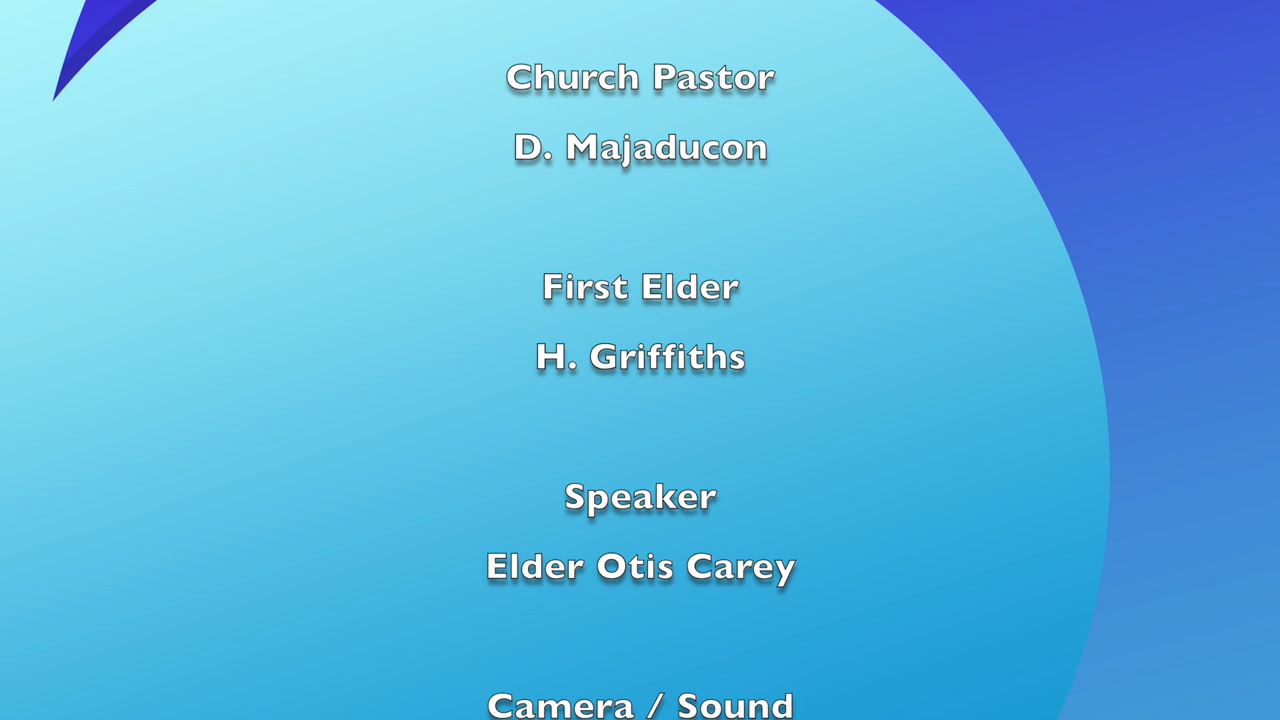 Church Pastor
D. Majaducon
First Elder
H. Griffiths
Speaker
Elder Otis Carey
Camera / Sound